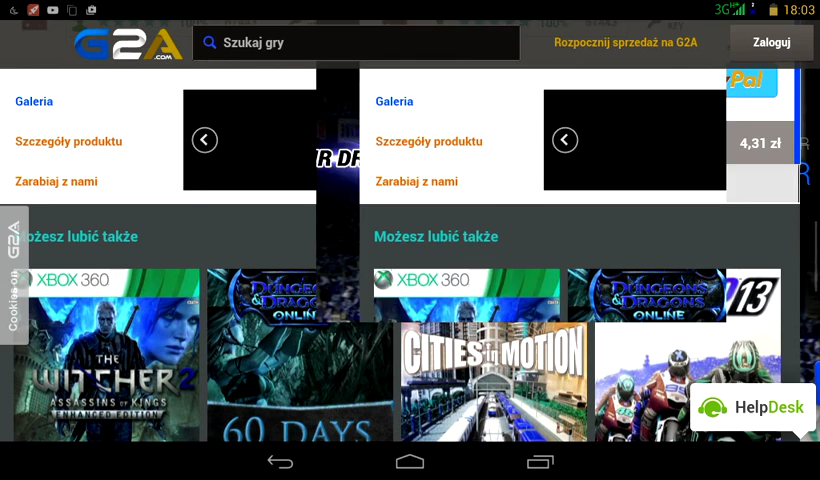 3G H+ 18:03
G2A .COM Szukaj gry Rozpocznij sprzedaż na G2A Zaloguj
Pal
Galeria Galeria
Szczegóły produktu Szczegóły produktu 4,31 zł
R DR
Zarabiaj z nami Zarabiaj z nami
Możesz lubić także Możesz lubić także
Cookies on G2A
XBOX 360 DUNGEONS & DRAGONS ONLINE XBOX 360 DUNGEONS & DRAGONS ONLINE 13
THE WITCHER 2
ASSASSINS OF KINGS
ENHANCED EDITION
60 DAYS
CITIES in MOTION
HelpDesk